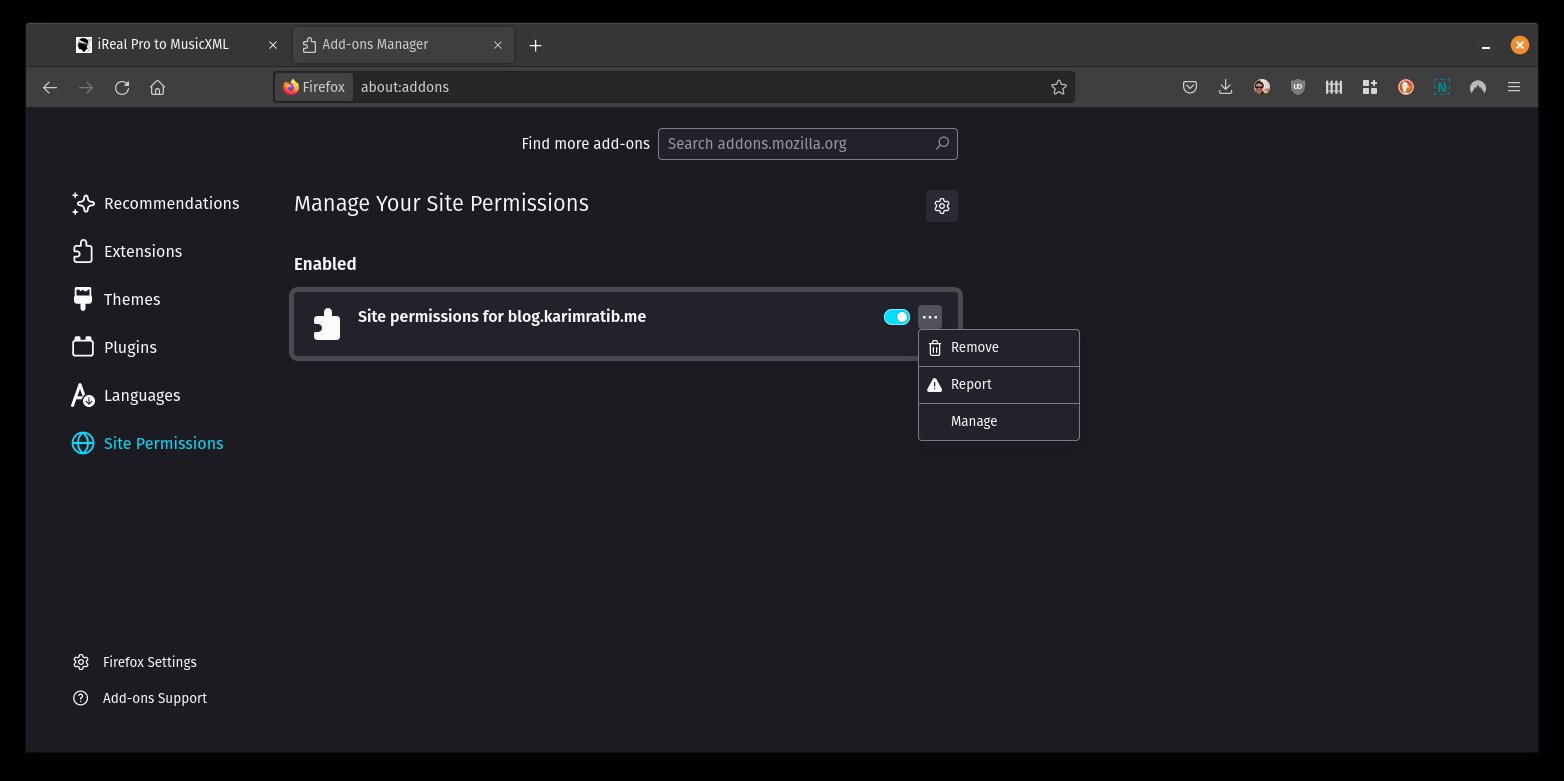 iReal Pro to MusicXML
Add-ons Manager
Firefox about:addons
Find more add-ons Search addons.mozilla.org
Recommendations
Extensions
Themes
Plugins
Languages
Site Permissions
Manage Your Site Permissions
Enabled
Site permissions for blog.karimratib.me
Remove
Report
Manage
Firefox Settings
Add-ons Support